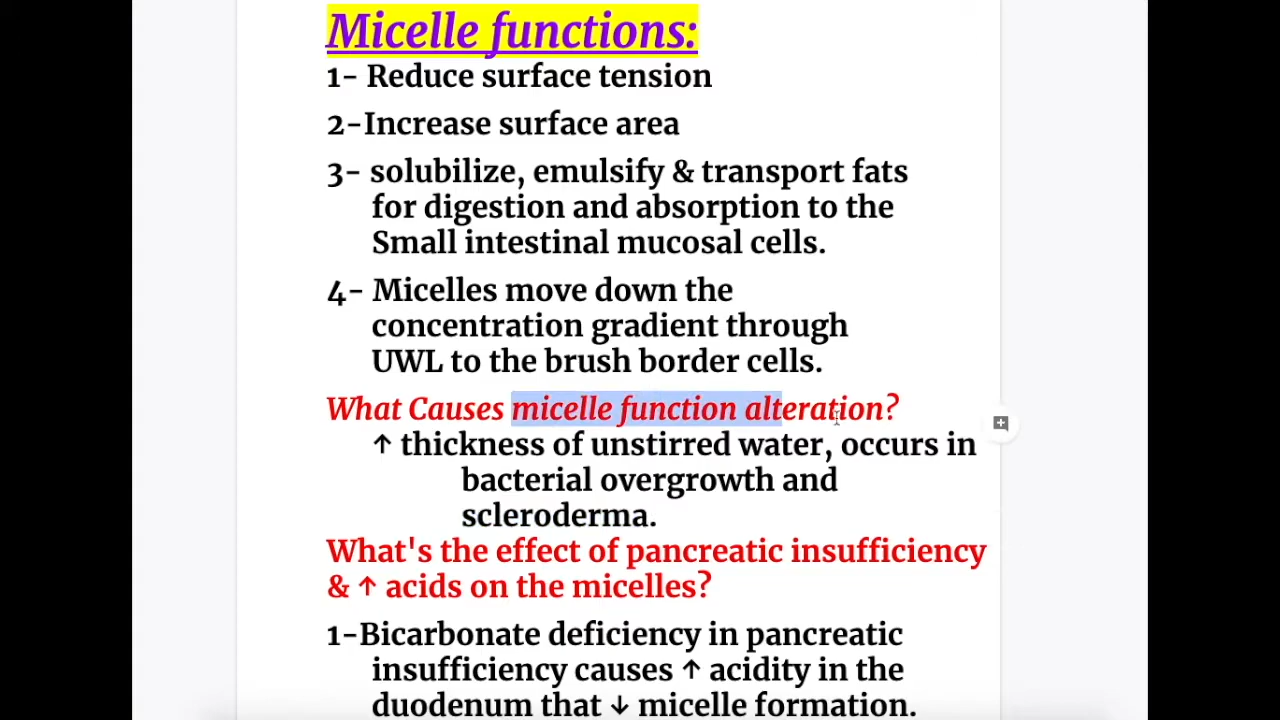 Micelle functions:
1- Reduce surface tension
2-Increase surface area
3- solubilize, emulsify & transport fats
for digestion and absorption to the
Small intestinal mucosal cells.
4- Micelles move down the
concentration gradient through
UWL to the brush border cells.
What Causes micelle function alteration?
↑ thickness of unstirred water, occurs in
bacterial overgrowth and
scleroderma.
What's the effect of pancreatic insufficiency
& ↑ acids on the micelles?
1-Bicarbonate deficiency in pancreatic
insufficiency causes ↑ acidity in the
duodenum that ↓ micelle formation.